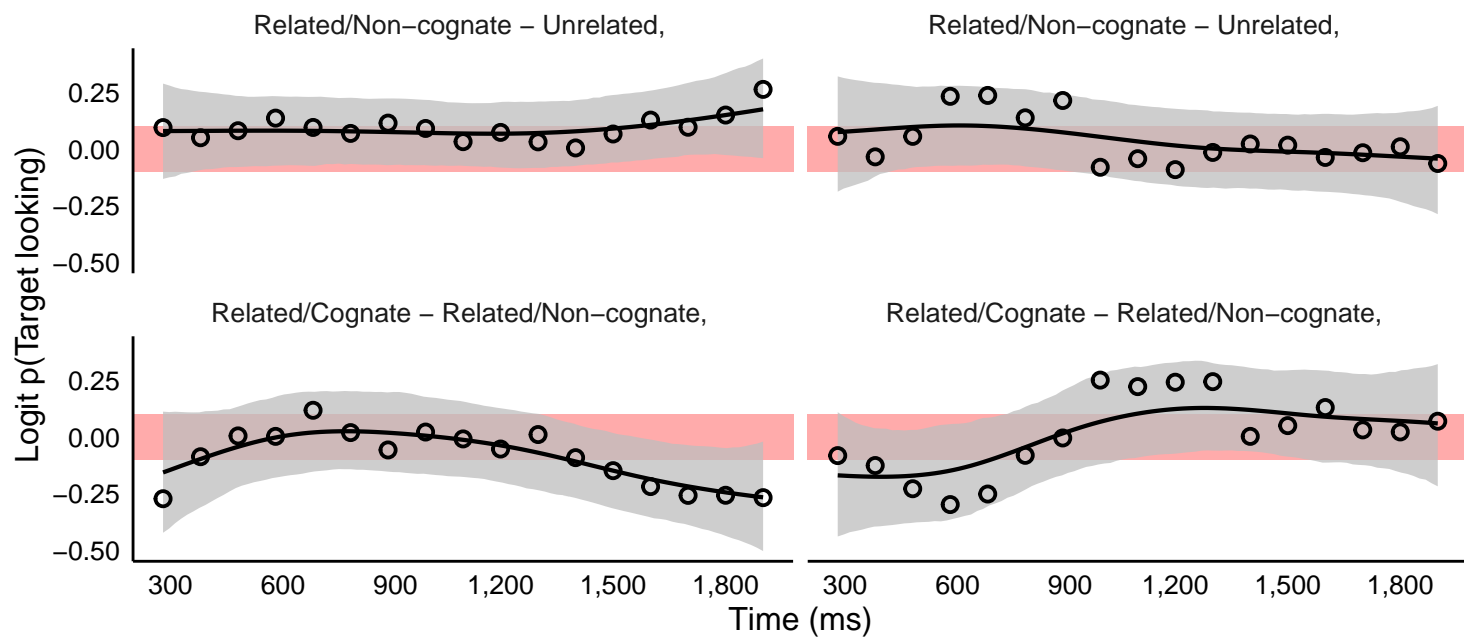 Related/Non−cognate − Unrelated,
Related/Non−cognate − Unrelated,
0.25
0.00
−0.25
−0.50
Related/Cognate − Related/Non−cognate,
Related/Cognate − Related/Non−cognate,
0.25
0.00
−0.25
−0.50
Logit p(Target looking)
300 600 900 1,200 1,500 1,800
300 600 900 1,200 1,500 1,800
Time (ms)